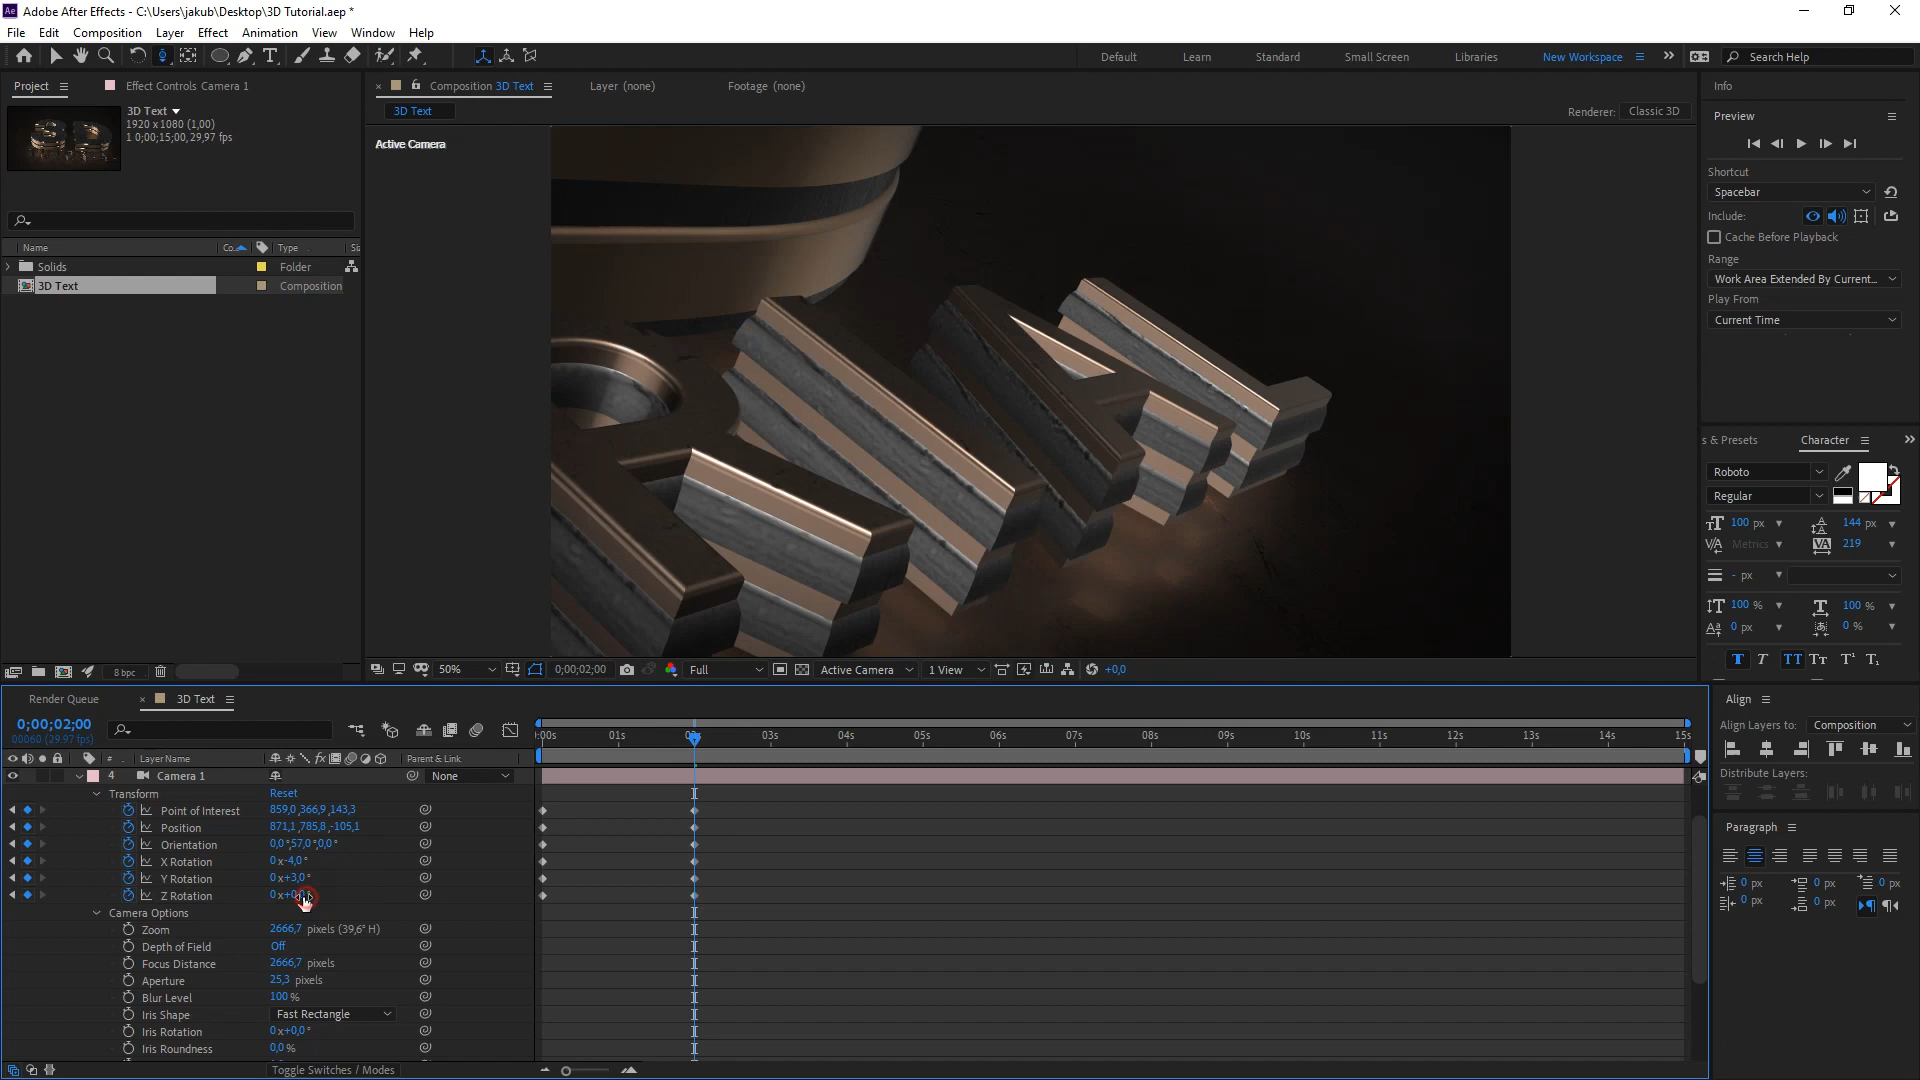 Adobe After Effects - C:\Users\jakub\Desktop\3D Tutorial.aep *
File Edit Composition Layer Effect Animation View Window Help
Default Learn Standard Small Screen Libraries New Workspace Search Help
Project Effect Controls Camera 1
Composition 3D Text Layer (none) Footage (none)
Info
3D Text
1920 x 1080 (1,00)
1 0;00;15;00, 29,97 fps
3D Text
Renderer: Classic 3D
Active Camera
Preview
Shortcut
Spacebar
Include:
Cache Before Playback
Range
Work Area Extended By Current...
Play From
Current Time
Name Co... Type Si
Solids Folder
3D Text Composition
s & Presets Character
Roboto
Regular
100 px 144 px
Metrics 219
- px
100 % 100 %
0 px 0 %
T T TT Tt T¹ T₁
8 bpc
50% 0;00;02;00 Full Active Camera 1 View +0,0
Render Queue 3D Text
0;00;02;00
00060 (29.97 fps)
:00s 01s 02s 03s 04s 05s 06s 07s 08s 09s 10s 11s 12s 13s 14s 15s
# Layer Name Parent & Link
4 Camera 1 None
Transform Reset
Point of Interest 859,0,366,9,143,3
Position 871,1,785,8,-105,1
Orientation 0,0°,57,0°,0,0°
X Rotation 0x-4,0°
Y Rotation 0x+3,0°
Z Rotation 0x+0,0°
Camera Options
Zoom 2666,7 pixels (39,6° H)
Depth of Field Off
Focus Distance 2666,7 pixels
Aperture 25,3 pixels
Blur Level 100 %
Iris Shape Fast Rectangle
Iris Rotation 0x+0,0°
Iris Roundness 0,0 %
Toggle Switches / Modes
Align
Align Layers to: Composition
Distribute Layers:
Paragraph
0 px 0 px 0 px
0 px 0 px